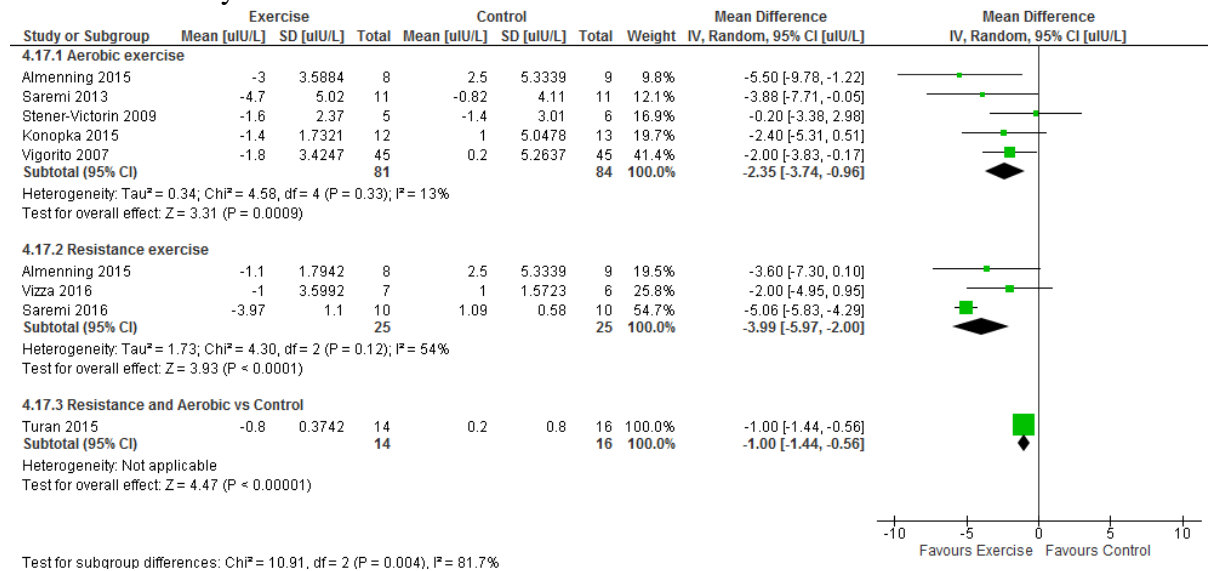 Exercise Control Mean Difference Mean Difference
Study or Subgroup Mean [uIU/L] SD [uIU/L] Total Mean [uIU/L] SD [uIU/L] Total Weight IV, Random, 95% CI [uIU/L] IV, Random, 95% CI [uIU/L]
4.17.1 Aerobic exercise
Almenning 2015 -3 3.5884 8 2.5 5.3339 9 9.8% -5.50 [-9.78, -1.22]
Saremi 2013 -4.7 5.02 11 -0.82 4.11 11 12.1% -3.88 [-7.71, -0.05]
Stener-Victorin 2009 -1.6 2.37 5 -1.4 3.01 6 16.9% -0.20 [-3.38, 2.98]
Konopka 2015 -1.4 1.7321 12 1 5.0478 13 19.7% -2.40 [-5.31, 0.51]
Vigorito 2007 -1.8 3.4247 45 0.2 5.2637 45 41.4% -2.00 [-3.83, -0.17]
Subtotal (95% CI) 81 84 100.0% -2.35 [-3.74, -0.96]
Heterogeneity: Tau² = 0.34; Chi² = 4.58, df = 4 (P = 0.33); I² = 13%
Test for overall effect: Z = 3.31 (P = 0.0009)
4.17.2 Resistance exercise
Almenning 2015 -1.1 1.7942 8 2.5 5.3339 9 19.5% -3.60 [-7.30, 0.10]
Vizza 2016 -1 3.5992 7 1 1.5723 6 25.8% -2.00 [-4.95, 0.95]
Saremi 2016 -3.97 1.1 10 1.09 0.58 10 54.7% -5.06 [-5.83, -4.29]
Subtotal (95% CI) 25 25 100.0% -3.99 [-5.97, -2.00]
Heterogeneity: Tau² = 1.73; Chi² = 4.30, df = 2 (P = 0.12); I² = 54%
Test for overall effect: Z = 3.93 (P < 0.0001)
4.17.3 Resistance and Aerobic vs Control
Turan 2015 -0.8 0.3742 14 0.2 0.8 16 100.0% -1.00 [-1.44, -0.56]
Subtotal (95% CI) 14 16 100.0% -1.00 [-1.44, -0.56]
Heterogeneity: Not applicable
Test for overall effect: Z = 4.47 (P < 0.00001)
-10 -5 0 5 10
Favours Exercise Favours Control
Test for subgroup differences: Chi² = 10.91, df = 2 (P = 0.004), I² = 81.7%